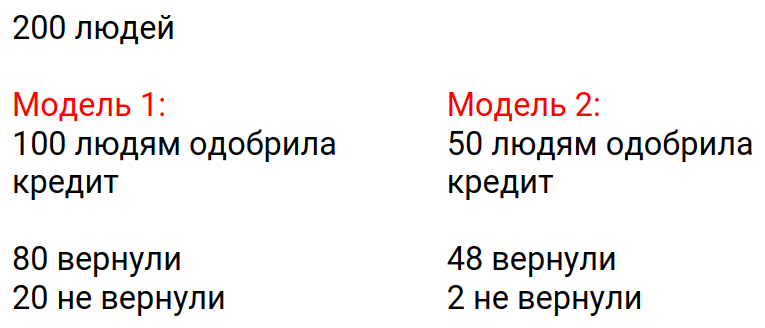 200 людей
Модель 1:
100 людям одобрила
кредит
80 вернули
20 не вернули
Модель 2:
50 людям одобрила
кредит
48 вернули
2 не вернули